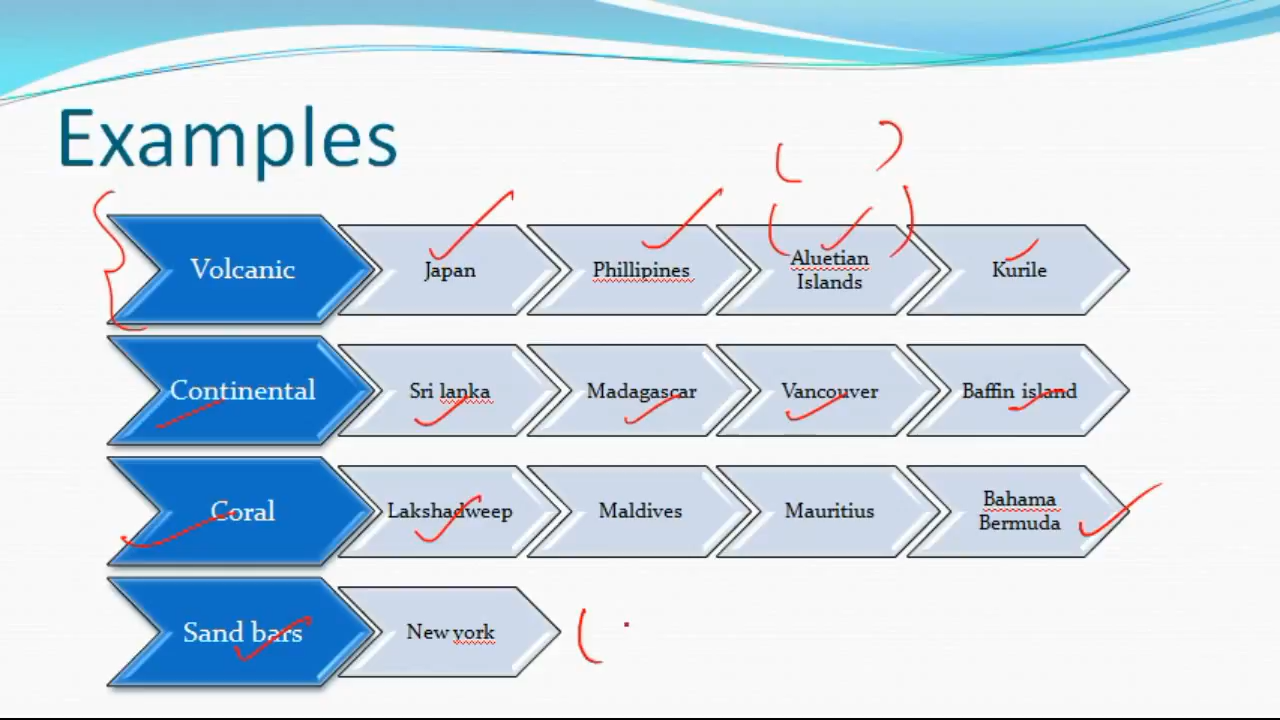 Examples
Volcanic
Japan
Phillipines
Aluetian
Islands
Kurile
Continental
Sri lanka
Madagascar
Vancouver
Baffin island
Coral
Lakshadweep
Maldives
Mauritius
Bahama
Bermuda
Sand bars
New york